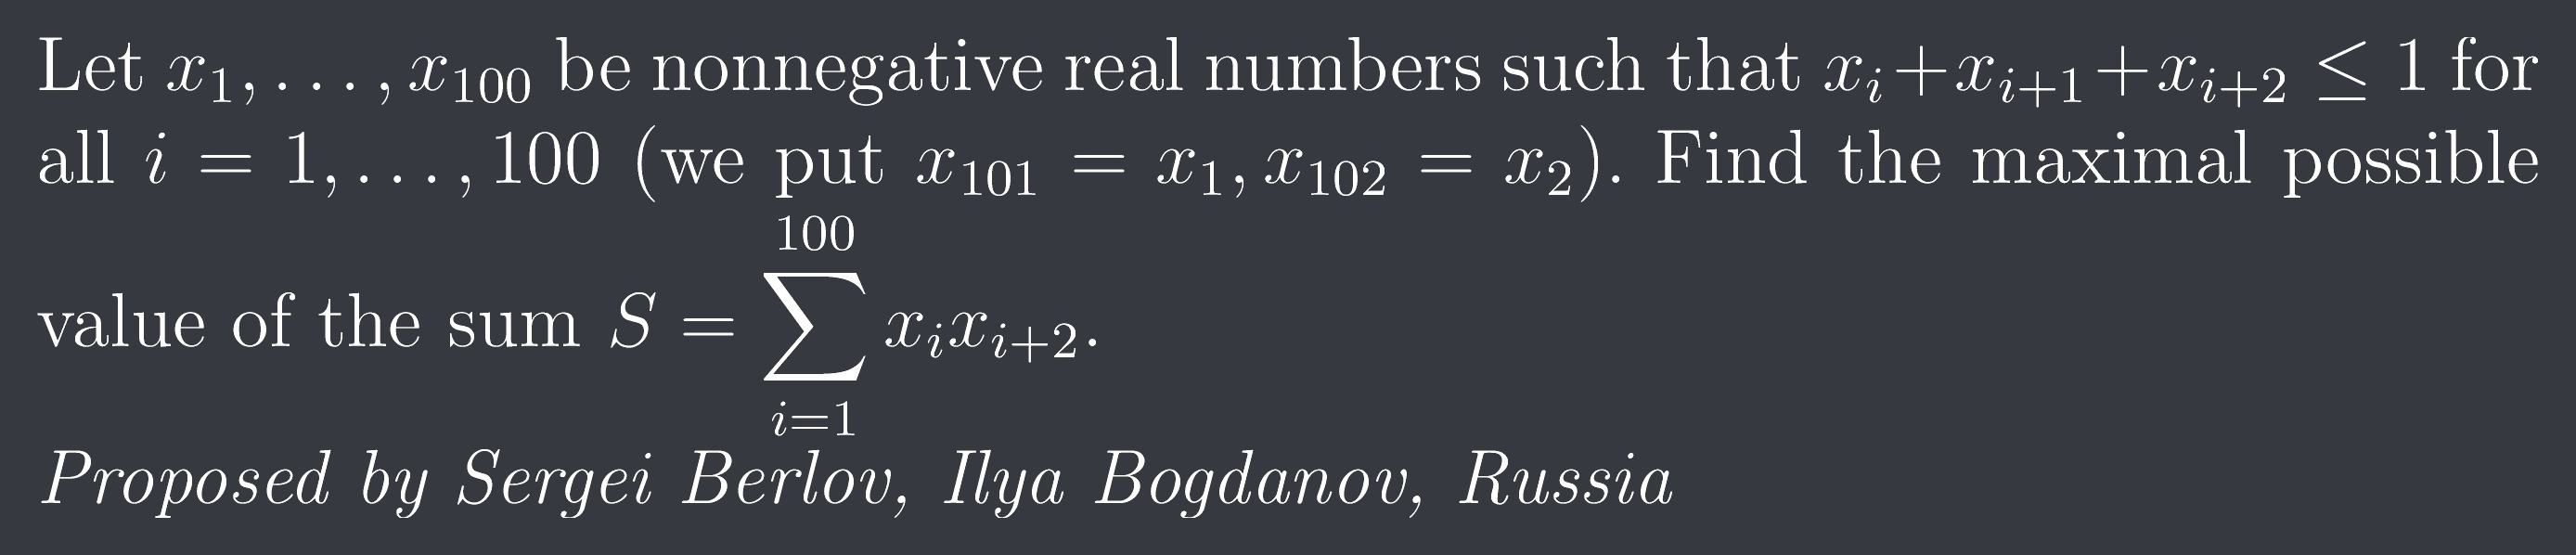 Let $x_1, \ldots, x_{100}$ be nonnegative real numbers such that $x_i + x_{i+1} + x_{i+2} \leq 1$ for
all $i = 1, \ldots, 100$ (we put $x_{101} = x_1, x_{102} = x_2$). Find the maximal possible
value of the sum $S = \sum_{i=1}^{100} x_i x_{i+2}$.
Proposed by Sergei Berlov, Ilya Bogdanov, Russia